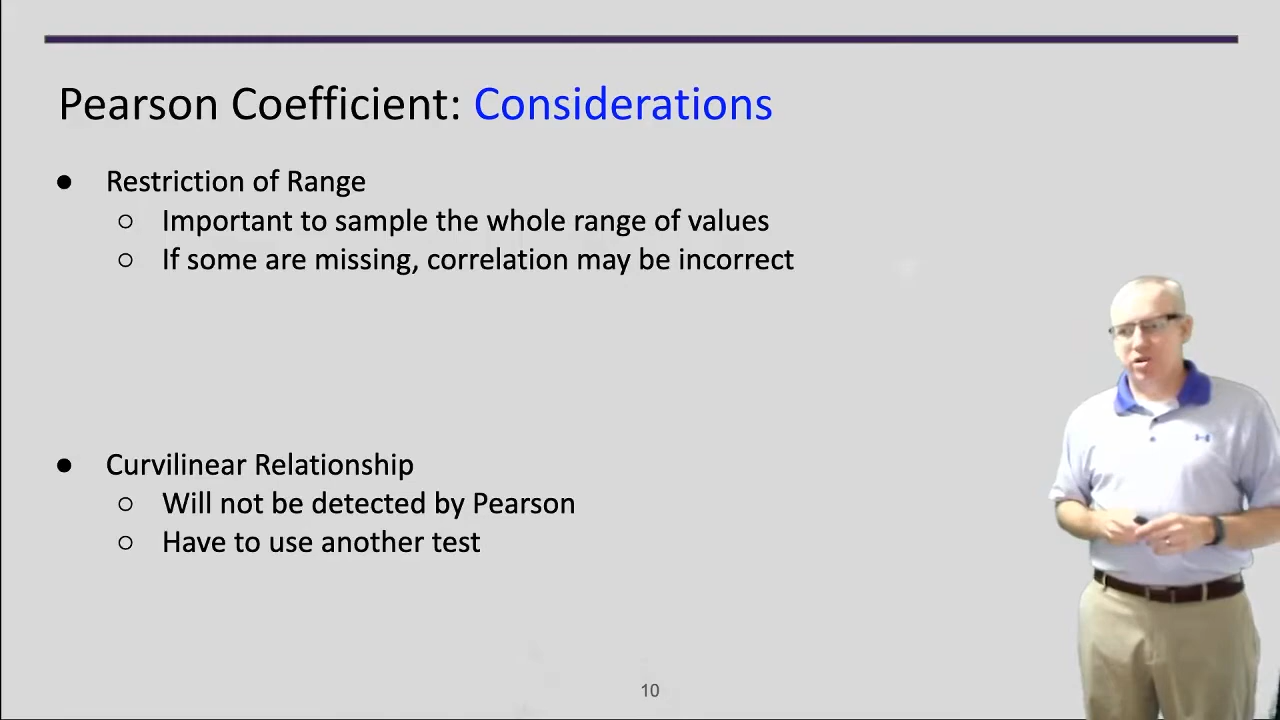 Pearson Coefficient: Considerations
● Restriction of Range
○ Important to sample the whole range of values
○ If some are missing, correlation may be incorrect
● Curvilinear Relationship
○ Will not be detected by Pearson
○ Have to use another test
10